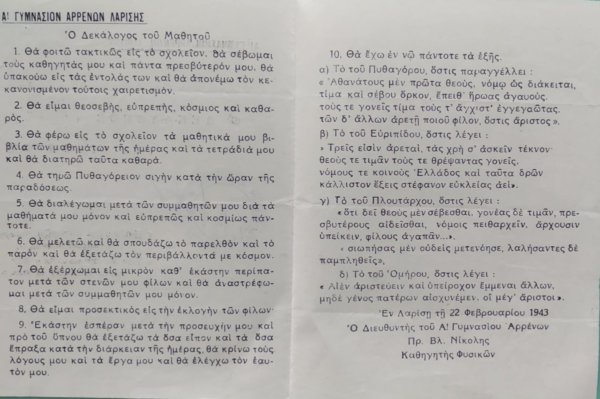 Α! ΓΥΜΝΑΣΙΟΝ ΑΡΡΕΝΩΝ ΛΑΡΙΣΗΣ
Ὁ Δεκάλογος τοῦ Μαθητοῦ
1. Θὰ φοιτῶ τακτικῶς εἰς τὸ σχολεῖον. Θὰ σέβωμαι
τοὺς καθηγητάς μου καὶ πάντα πρεσβύτερόν μου, θὰ
ὑπακούω εἰς τὰς ἐντολάς των καὶ θὰ ἀπονέμω τὸν κε-
κανονισμένον τούτοις χαιρετισμόν.
2. Θὰ εἶμαι θεοσεβής, εὐπρεπής, κόσμιος καὶ καθα-
ρός.
3. Θὰ φέρω εἰς τὸ σχολεῖον τὰ μαθητικά μου βι-
βλία τῶν μαθημάτων τῆς ἡμέρας καὶ τὰ τετράδιά μου
καὶ θὰ διατηρῶ ταῦτα καθαρά.
4. Θὰ τηρῶ Πυθαγόρειον σιγὴν κατὰ τὴν ὥραν τῆς
παραδόσεως.
5. Θὰ διαλέγωμαι μετὰ τῶν συμμαθητῶν μου διὰ τὰ
μαθήματά μου μόνον καὶ εὐπρεπῶς καὶ κοσμίως πάν-
τοτε.
6. Θὰ μελετῶ καὶ θὰ σπουδάζω τὸ παρελθὸν καὶ τὸ
παρὸν καὶ θὰ ἐξετάζω τὸν περιβάλλοντά με κόσμον.
7. Θὰ ἐξέρχωμαι εἰς μικρὸν καθ' ἑκάστην περίπα-
τον μετὰ τῶν στενῶν μου φίλων καὶ θὰ ἀναστρέφω-
μαι μετὰ τῶν συμμαθητῶν μου μόνον.
8. Θὰ εἶμαι προσεκτικὸς εἰς τὴν ἐκλογὴν τῶν φίλων·
9. Ἑκάστην ἑσπέραν μετὰ τὴν προσευχήν μου καὶ
πρὸ τοῦ ὕπνου θὰ ἐξετάζω τὰ ὅσα εἶπον καὶ τὰ ὅσα
ἔπραξα κατὰ τὴν διάρκειαν τῆς ἡμέρας, θὰ κρίνω τοὺς
λόγους μου καὶ τὰ ἔργα μου καὶ θὰ ἐλέγχω τὸν ἑαυ-
τόν μου.
10. Θὰ ἔχω ἐν νῷ πάντοτε τὰ ἑξῆς.
α) Τὸ τοῦ Πυθαγόρου, ὅστις παραγγέλλει :
« Ἀθανάτους μὲν πρῶτα θεούς, νόμῳ ὡς διάκειται,
τίμα καὶ σέβου ὅρκον, ἔπειθ' ἥρωας ἀγαυούς.
τούς τε γονεῖς τίμα τούς τ' ἄγχιστ' ἐγγεγαῶτας,
τῶν δ' ἄλλων ἀρετῇ ποιοῦ φίλον, ὅστις ἄριστος».
β) Τὸ τοῦ Εὐριπίδου, ὅστις λέγει :
« Τρεῖς εἰσὶν ἀρεταί, τὰς χρή σ' ἀσκεῖν τέκνον·
θεούς τε τιμᾶν τούς τε θρέψαντας γονεῖς,
νόμους τε κοινοὺς Ἑλλάδος καὶ ταῦτα δρῶν
κάλλιστον ἕξεις στέφανον εὐκλείας ἀεί».
γ) Τὸ τοῦ Πλουτάρχου, ὅστις λέγει :
« ὅτι δεῖ θεοὺς μὲν σέβεσθαι, γονέας δὲ τιμᾶν, πρε-
σβυτέρους αἰδεῖσθαι, νόμοις πειθαρχεῖν, ἄρχουσιν
ὑπείκειν, φίλους ἀγαπᾶν...»
« σιωπήσας μὲν οὐδεὶς μετενόησε, λαλήσαντες δὲ
παμπληθεῖς».
δ) Τὸ τοῦ Ὁμήρου, ὅστις λέγει :
« Αἰὲν ἀριστεύειν καὶ ὑπείροχον ἔμμεναι ἄλλων,
μηδὲ γένος πατέρων αἰσχυνέμεν, οἳ μέγ' ἄριστοι».
Ἐν Λαρίσῃ τῇ 22 Φεβρουαρίου 1943
Ὁ Διευθυντὴς τοῦ Α! Γυμνασίου Ἀρρένων
Πρ. Βλ. Νίκολης
Καθηγητὴς Φυσικῶν